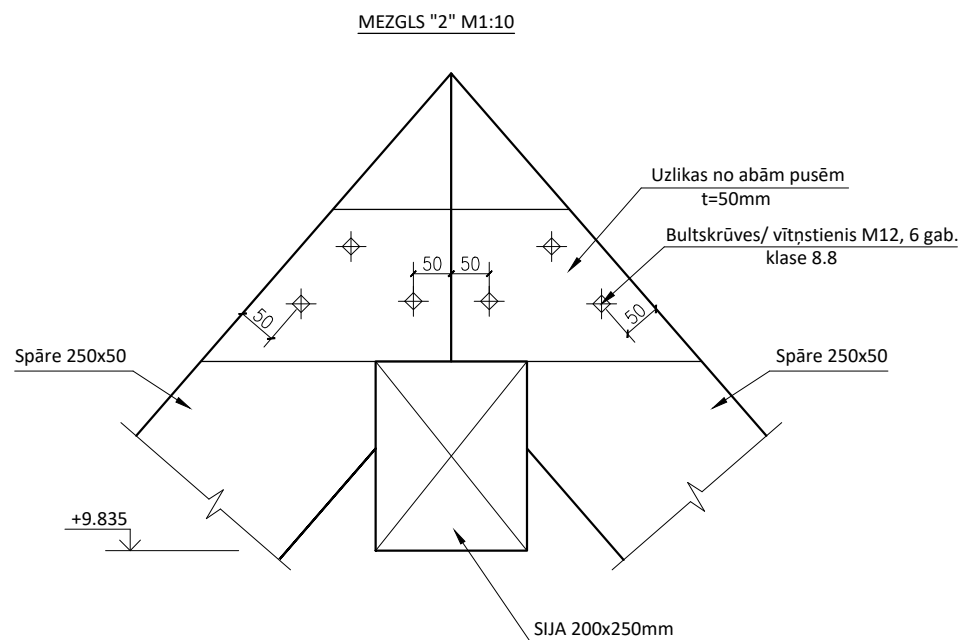 MEZGLS "2" M1:10
Uzlikas no abām pusēm
t=50mm
Bultskrūves/ vītņstienis M12, 6 gab.
klase 8.8
50 50
50 50
Spāre 250x50 Spāre 250x50
+9.835
SIJA 200x250mm